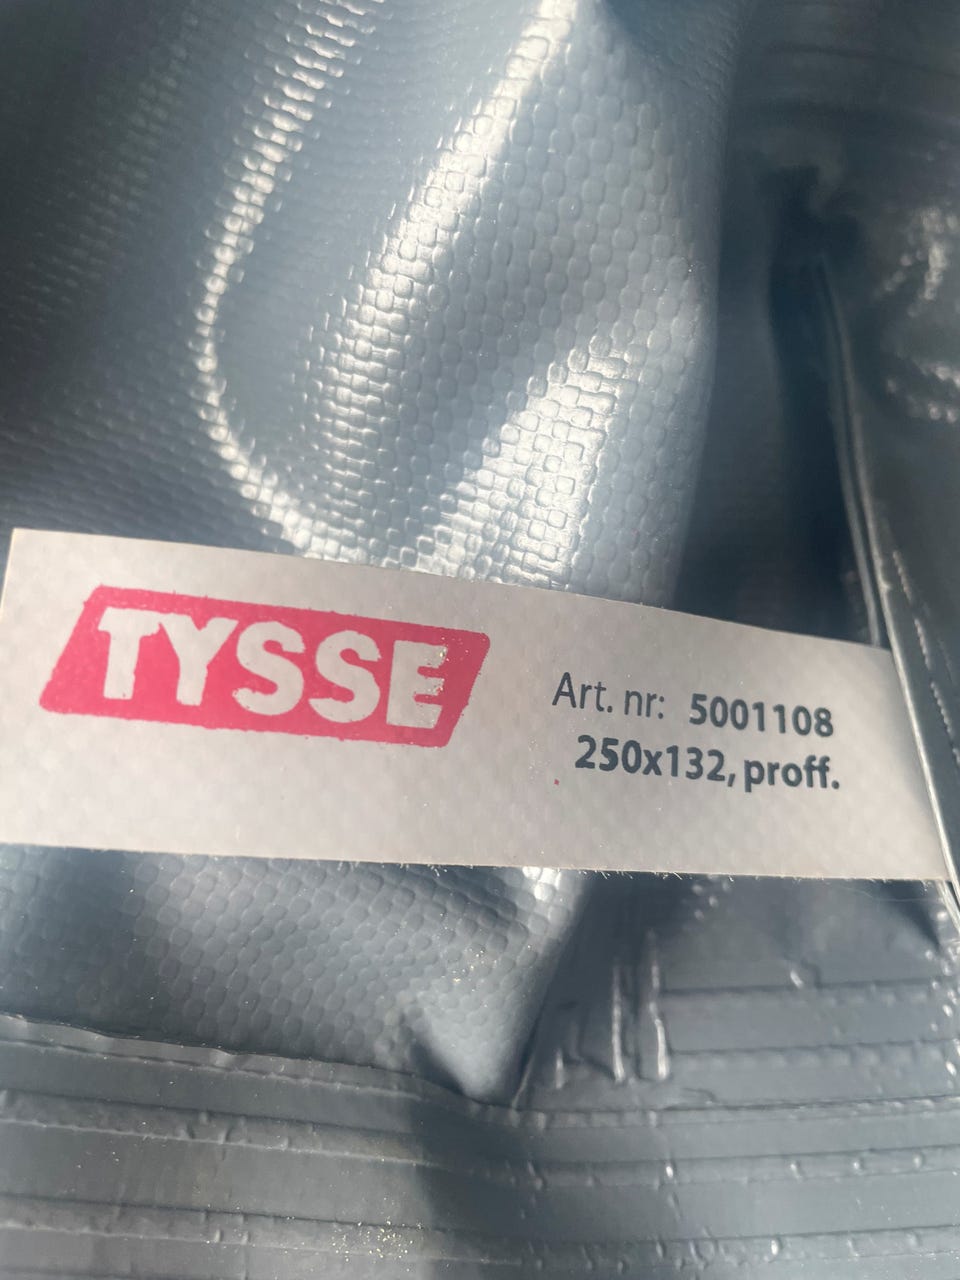 TYSSE
Art. nr: 5001108
250x132, proff.